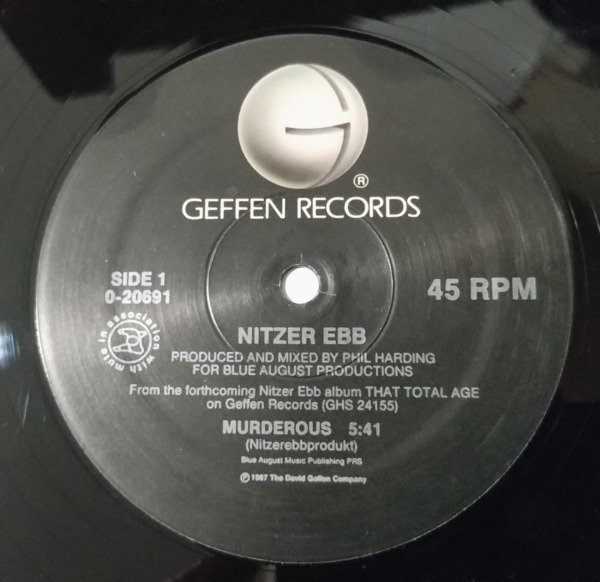 G
®
GEFFEN RECORDS
SIDE 1
0-20691
45 RPM
in association with mute
NITZER EBB
PRODUCED AND MIXED BY PHIL HARDING
FOR BLUE AUGUST PRODUCTIONS
From the forthcoming Nitzer Ebb album THAT TOTAL AGE
on Geffen Records (GHS 24155)
MURDEROUS 5:41
(Nitzerebbprodukt)
Blue August Music Publishing PRS
℗ 1987 The David Geffen Company